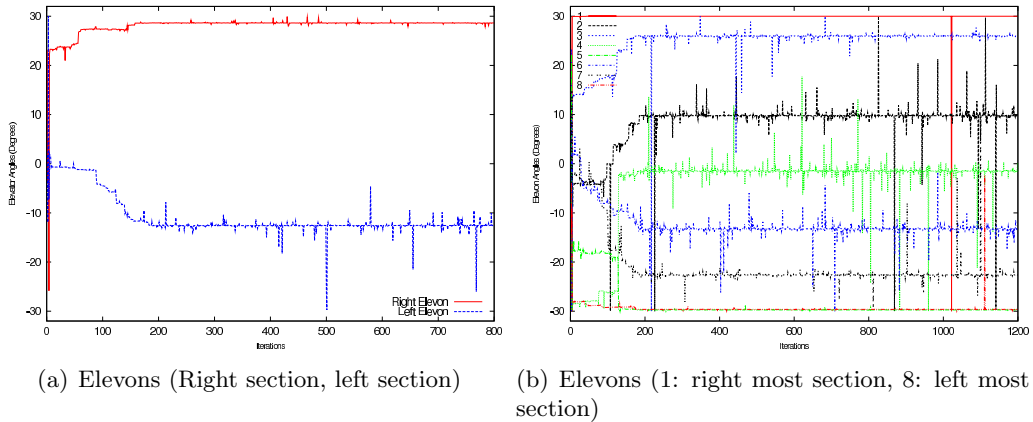 30
20
10
0
-10
-20
-30
Elevator Angles (Degrees)
0 100 200 300 400 500 600 700 800
Iterations
Right Elevon
Left Elevon
30
20
10
0
-10
-20
-30
Elevon Angles (Degrees)
1
2
3
4
5
6
7
8
0 200 400 600 800 1000 1200
Iterations
(a) Elevons (Right section, left section)
(b) Elevons (1: right most section, 8: left most
section)